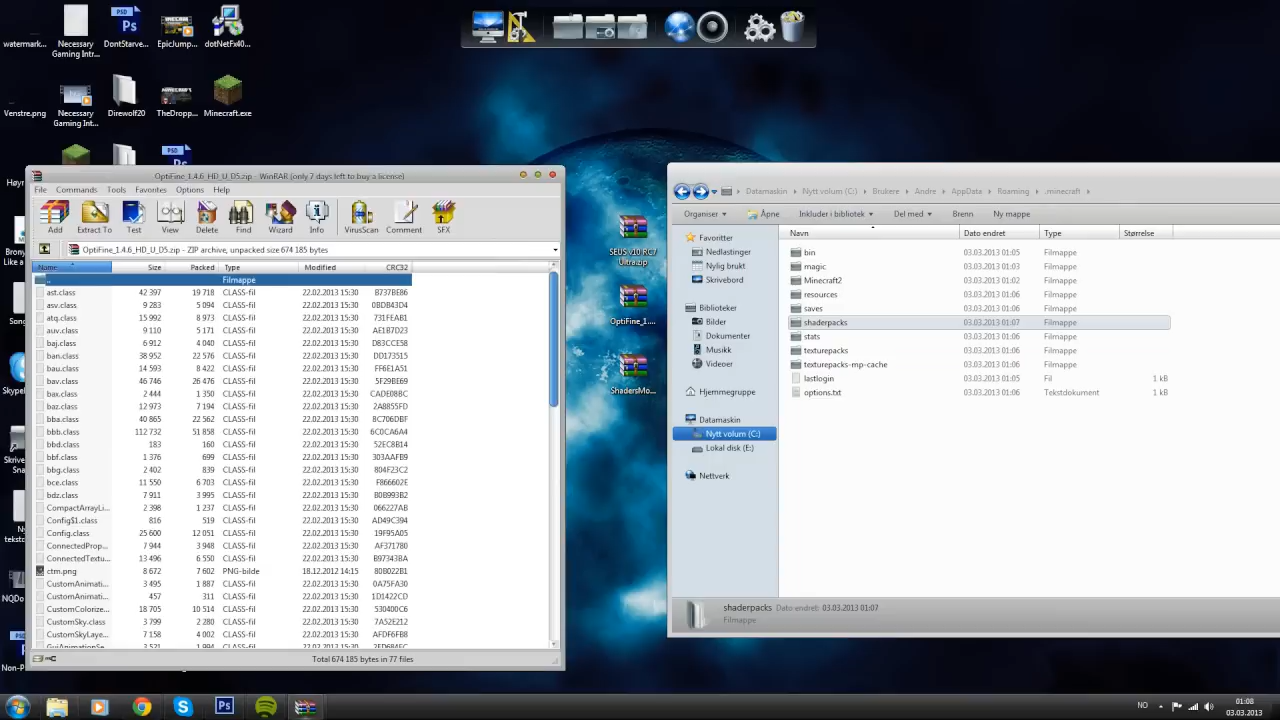 watermark...
Necessary
Gaming Intr...
DontStarve...
EpicJump...
dotNetFx40...
Venstre.png
Necessary
Gaming Intr...
Direwolf20
TheDropp...
Minecraft.exe
OptiFine_1.4.6_HD_U_D5.zip - WinRAR (only 7 days left to buy a license)
File Commands Tools Favorites Options Help
Add Extract To Test View Delete Find Wizard Info VirusScan Comment SFX
OptiFine_1.4.6_HD_U_D5.zip - ZIP archive, unpacked size 674 185 bytes
Name Size Packed Type Modified CRC32
.. Filmappe
ast.class 42 397 19 718 CLASS-fil 22.02.2013 15:30 B737BE86
asv.class 9 283 5 094 CLASS-fil 22.02.2013 15:30 0BDB43D4
atq.class 15 992 8 973 CLASS-fil 22.02.2013 15:30 731FEAB1
auv.class 9 110 5 171 CLASS-fil 22.02.2013 15:30 AE1B7D23
baj.class 6 912 4 040 CLASS-fil 22.02.2013 15:30 D83CCE58
ban.class 38 952 22 576 CLASS-fil 22.02.2013 15:30 DD173515
bau.class 14 593 8 422 CLASS-fil 22.02.2013 15:30 FF6E1A51
bav.class 46 746 26 476 CLASS-fil 22.02.2013 15:30 5F29BE69
bax.class 2 444 1 350 CLASS-fil 22.02.2013 15:30 CADE08BC
baz.class 12 973 7 194 CLASS-fil 22.02.2013 15:30 2A8855FD
bba.class 40 865 22 562 CLASS-fil 22.02.2013 15:30 8C706DBF
bbb.class 112 732 51 858 CLASS-fil 22.02.2013 15:30 6C0CA6A4
bbd.class 183 160 CLASS-fil 22.02.2013 15:30 52EC8B14
bbf.class 1 376 699 CLASS-fil 22.02.2013 15:30 303AAFB9
bbg.class 2 402 839 CLASS-fil 22.02.2013 15:30 804F23C2
bce.class 11 550 6 703 CLASS-fil 22.02.2013 15:30 F866602E
bdz.class 7 911 3 995 CLASS-fil 22.02.2013 15:30 B0B993B2
CompactArrayLi... 2 398 1 237 CLASS-fil 22.02.2013 15:30 066227AB
Config$1.class 816 519 CLASS-fil 22.02.2013 15:30 AD49C394
Config.class 25 600 12 051 CLASS-fil 22.02.2013 15:30 19F95A05
ConnectedProp... 7 944 3 948 CLASS-fil 22.02.2013 15:30 AF371780
ConnectedTextu... 13 496 6 550 CLASS-fil 22.02.2013 15:30 B97343BA
ctm.png 8 672 7 602 PNG-bilde 18.12.2012 14:15 80B022B1
CustomAnimati... 3 495 1 887 CLASS-fil 22.02.2013 15:30 0A75FA30
CustomAnimati... 457 311 CLASS-fil 22.02.2013 15:30 1D1422CD
CustomColorize... 18 705 10 514 CLASS-fil 22.02.2013 15:30 530400C6
CustomSky.class 3 799 2 280 CLASS-fil 22.02.2013 15:30 7A52E212
CustomSkyLaye... 7 158 4 002 CLASS-fil 22.02.2013 15:30 AFDF6FB8
GuiAnimationSe... 3 521 1 994 CLASS-fil 22.02.2013 15:30
Total 674 185 bytes in 77 files
SEUS v10 RC7
Ultra.zip
OptiFine_1....
ShadersMo...
Datamaskin Nytt volum (C:) Brukere Andre AppData Roaming .minecraft
Organiser Åpne Inkluder i bibliotek Del med Brenn Ny mappe
Favoritter
Nedlastinger
Nylig brukt
Skrivebord
Biblioteker
Bilder
Dokumenter
Musikk
Videoer
Hjemmegruppe
Datamaskin
Nytt volum (C:)
Lokal disk (E:)
Nettverk
Navn Dato endret Type Størrelse
bin 03.03.2013 01:05 Filmappe
magic 03.03.2013 01:03 Filmappe
Minecraft2 03.03.2013 01:02 Filmappe
resources 03.03.2013 01:06 Filmappe
saves 03.03.2013 01:06 Filmappe
shaderpacks 03.03.2013 01:07 Filmappe
stats 03.03.2013 01:06 Filmappe
texturepacks 03.03.2013 01:06 Filmappe
texturepacks-mp-cache 03.03.2013 01:06 Filmappe
lastlogin 03.03.2013 01:05 Fil 1 kB
options.txt 03.03.2013 01:06 Tekstdokument 1 kB
shaderpacks Dato endret: 03.03.2013 01:07
Filmappe
NO 01:08
03.03.2013